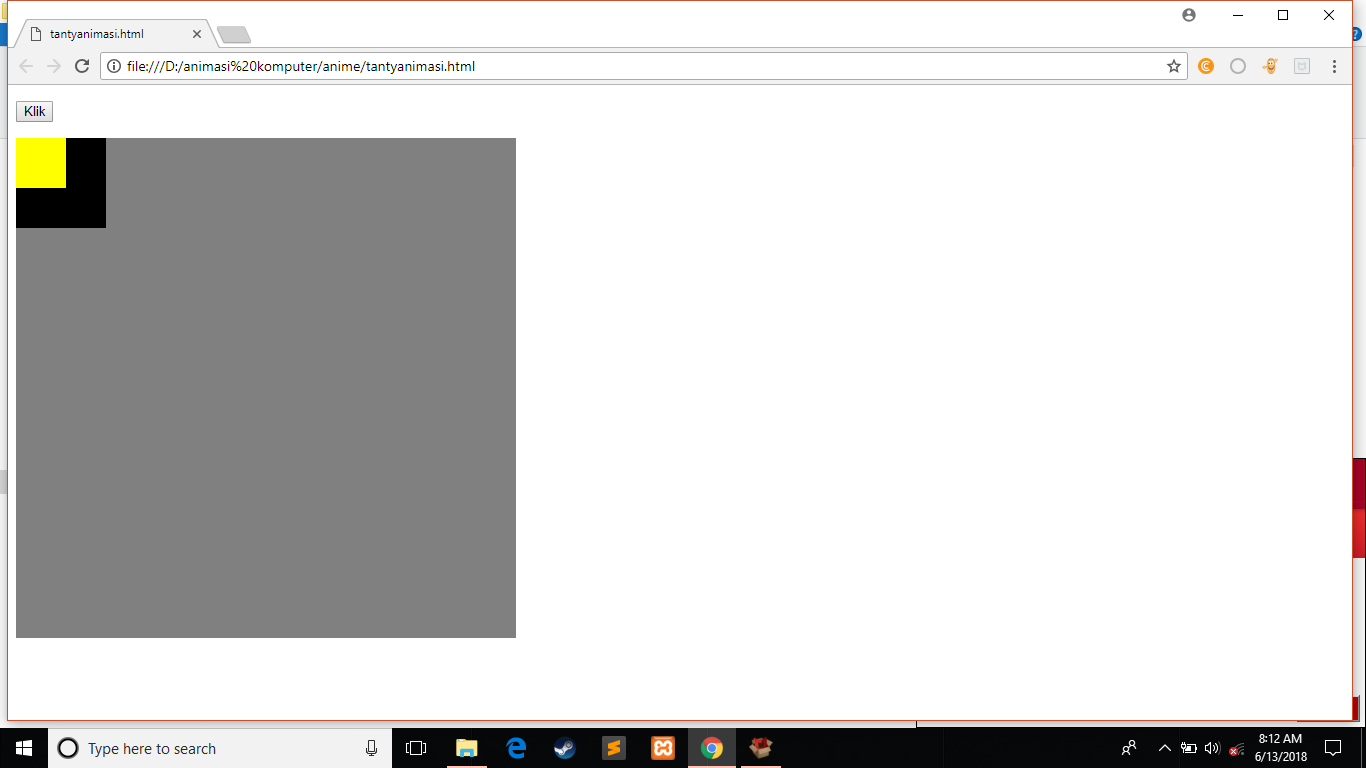 tantyanimasi.html
file:///D:/animasi%20komputer/anime/tantyanimasi.html
Klik
Type here to search
8:12 AM
6/13/2018